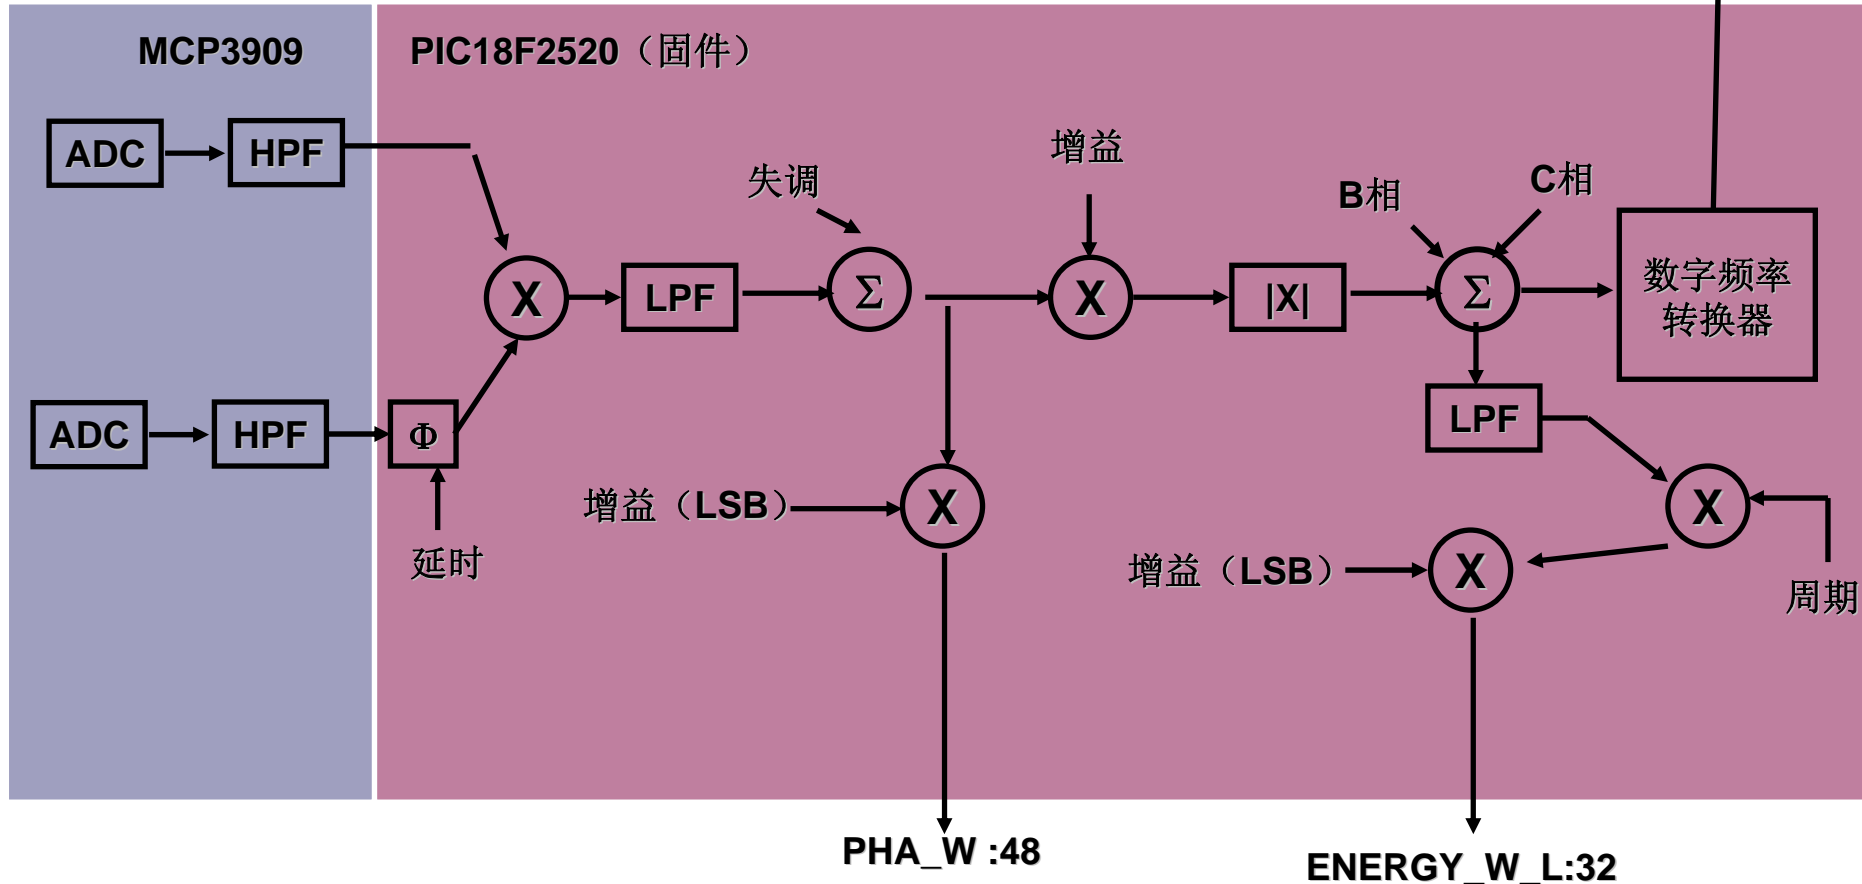 MCP3909
PIC18F2520（固件）
ADC
HPF
增益
失调
B相
C相
X
LPF
Σ
X
|X|
Σ
数字频率
转换器
ADC
HPF
Φ
LPF
增益（LSB）
X
X
延时
增益（LSB）
X
周期
PHA_W :48
ENERGY_W_L:32